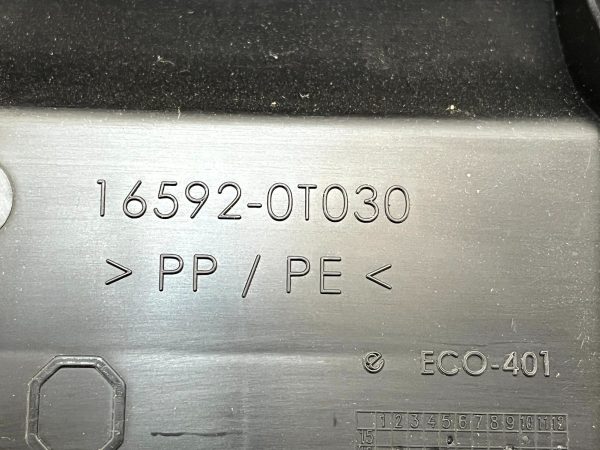 16592-0T030
> PP / PE <
e ECO-401
1 2 3 4 5 6 7 8 9 10 11 12
15